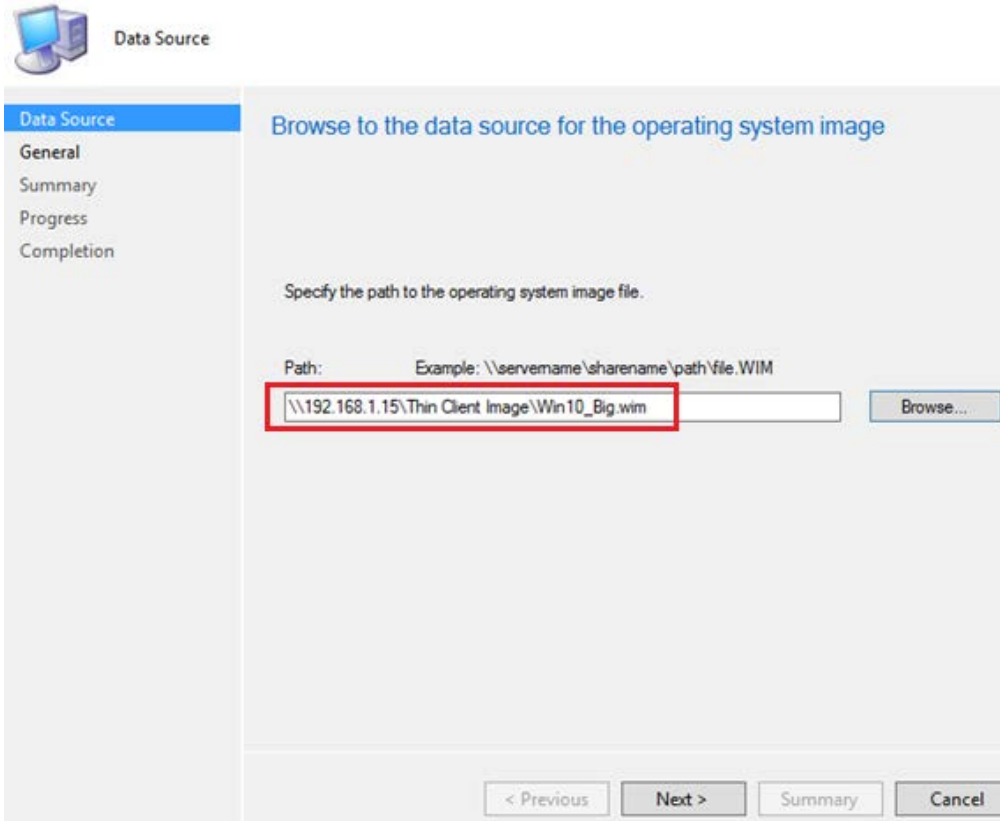 Data Source
Data Source
General
Summary
Progress
Completion
Browse to the data source for the operating system image
Specify the path to the operating system image file.
Path: Example: \\servername\sharename\path\file.WIM
\\192.168.1.15\Thin Client Image\Win10_Big.wim
Browse...
< Previous Next > Summary Cancel